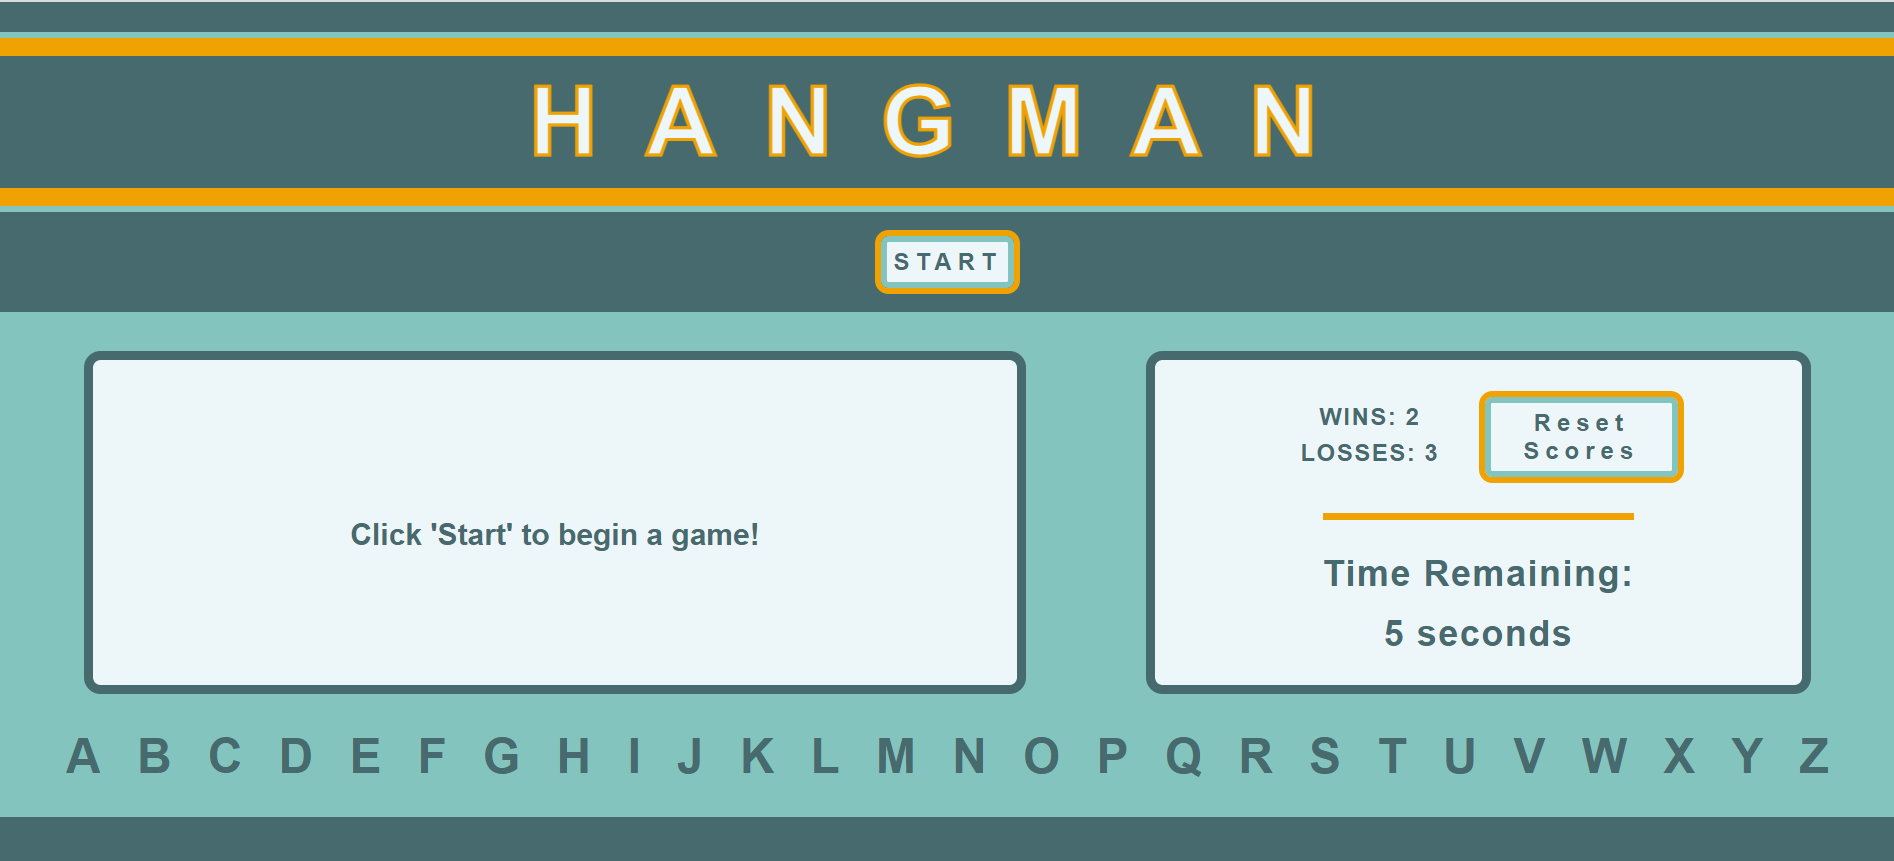 HANGMAN
START
Click 'Start' to begin a game!
WINS: 2
LOSSES: 3
Reset
Scores
Time Remaining:
5 seconds
A B C D E F G H I J K L M N O P Q R S T U V W X Y Z